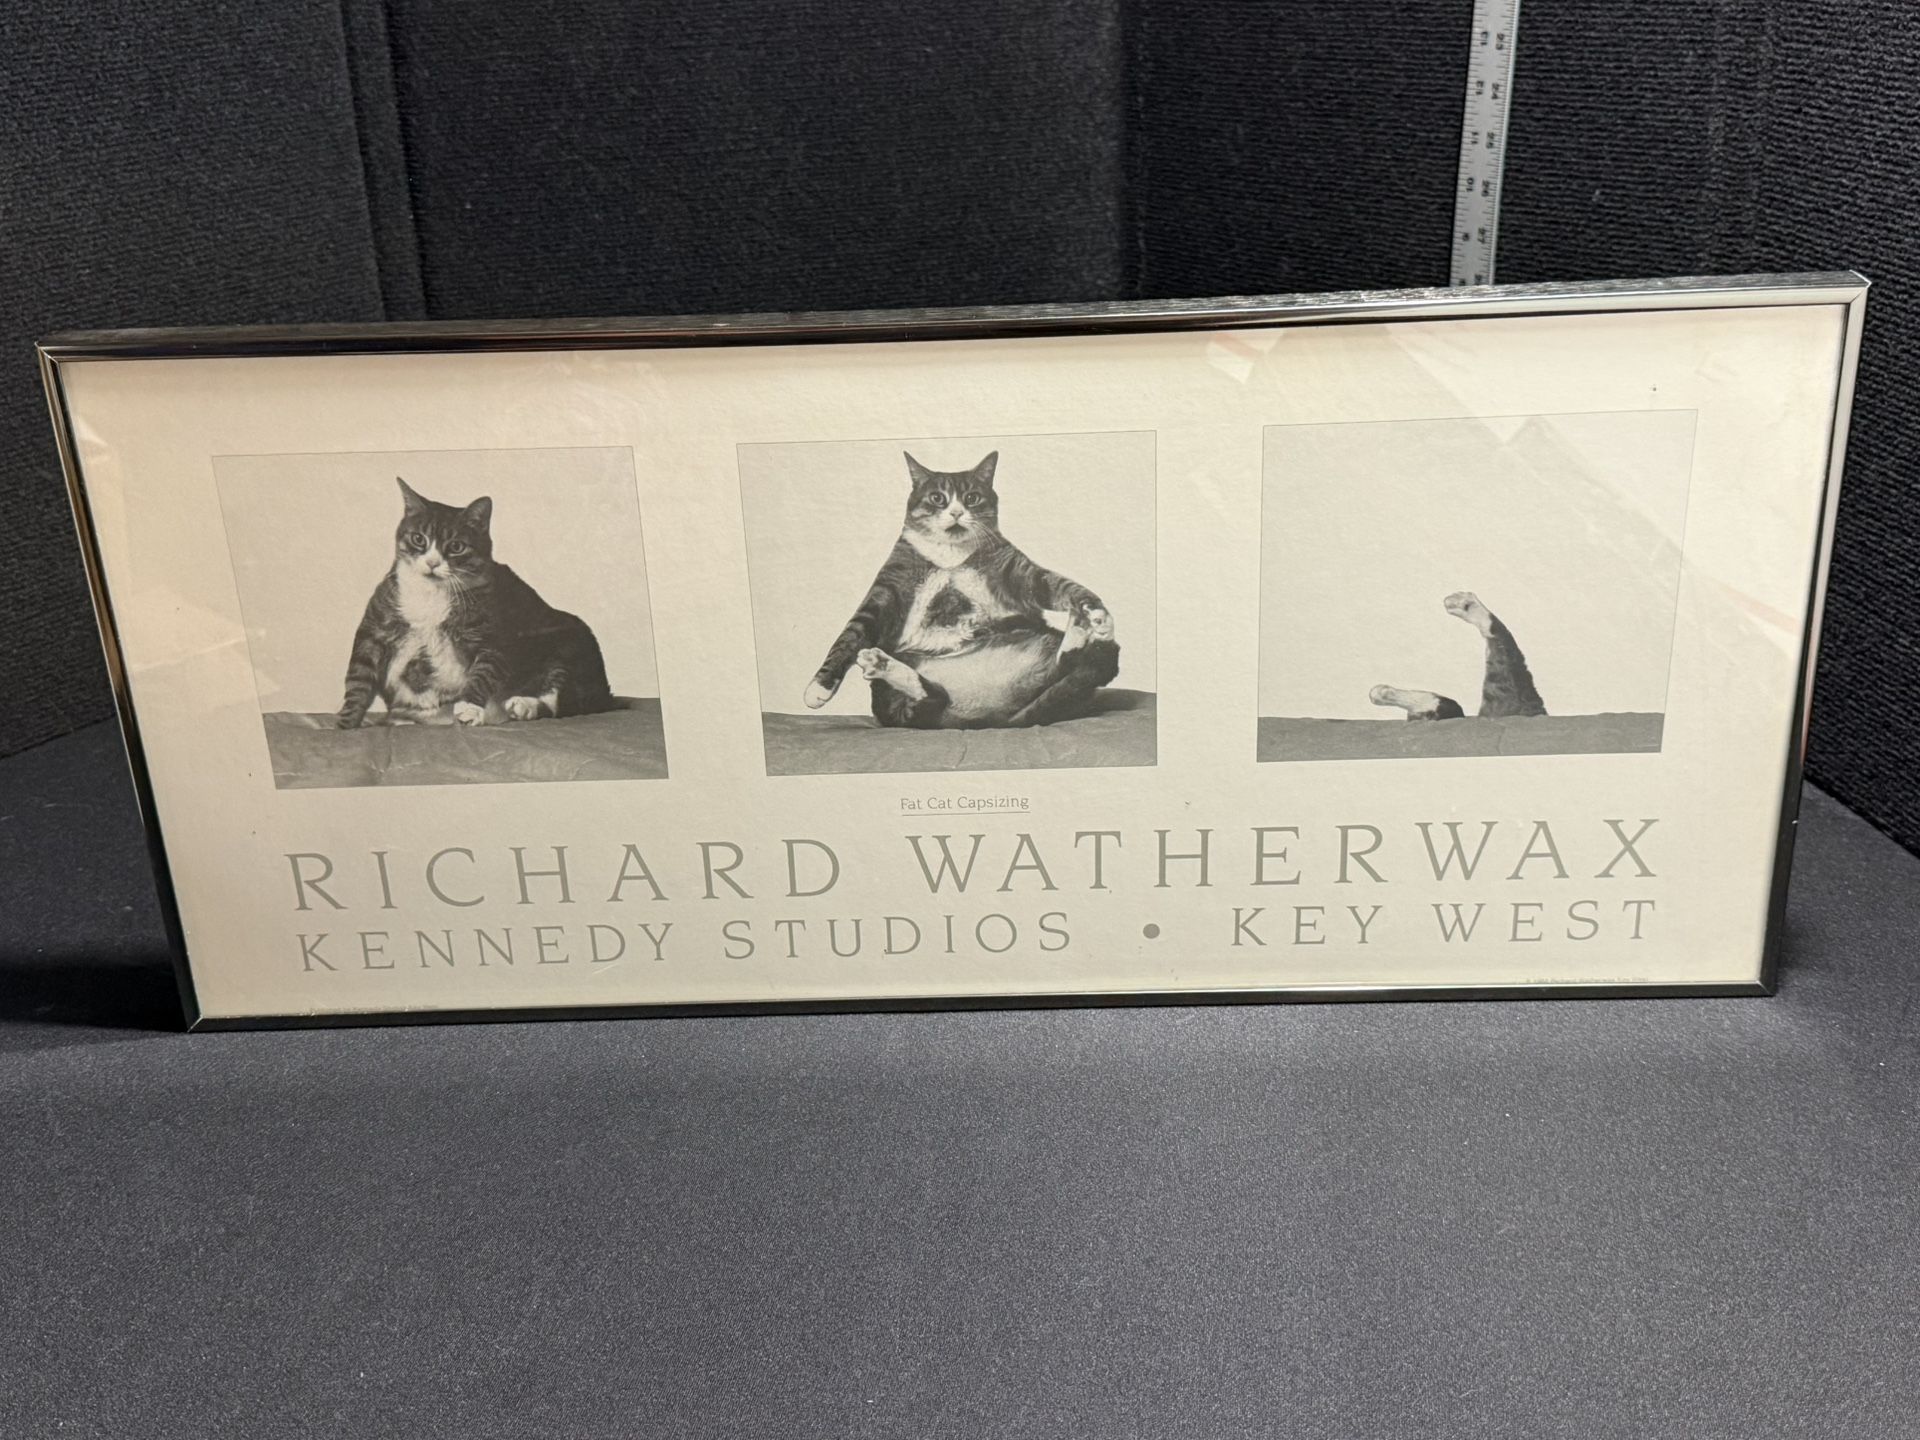 Fat Cat Capsizing
RICHARD WATHERWAX
KENNEDY STUDIOS • KEY WEST